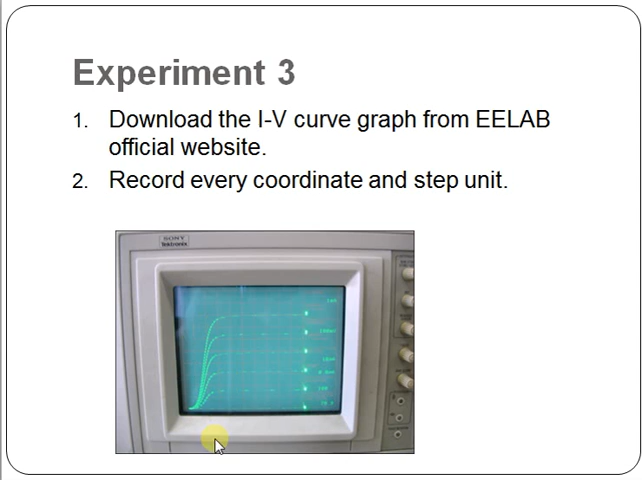 Experiment 3
1. Download the I-V curve graph from EELAB
official website.
2. Record every coordinate and step unit.
SONY
Tektronix